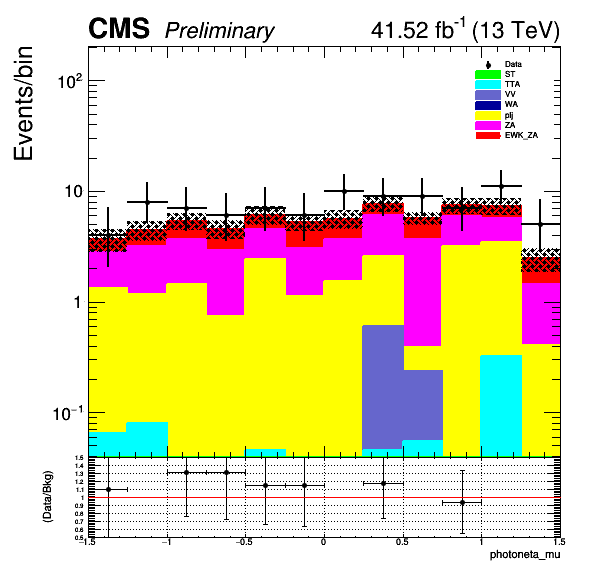 CMS Preliminary 41.52 fb-1 (13 TeV)
Events/bin
10²
10
1
10⁻¹
Data
ST
TTA
VV
WA
plj
ZA
EWK_ZA
(Data/Bkg)
1.5
1.4
1.3
1.2
1.1
1
0.9
0.8
0.7
0.6
0.5
−1.5 −1 −0.5 0 0.5 1 1.5
photoneta_mu